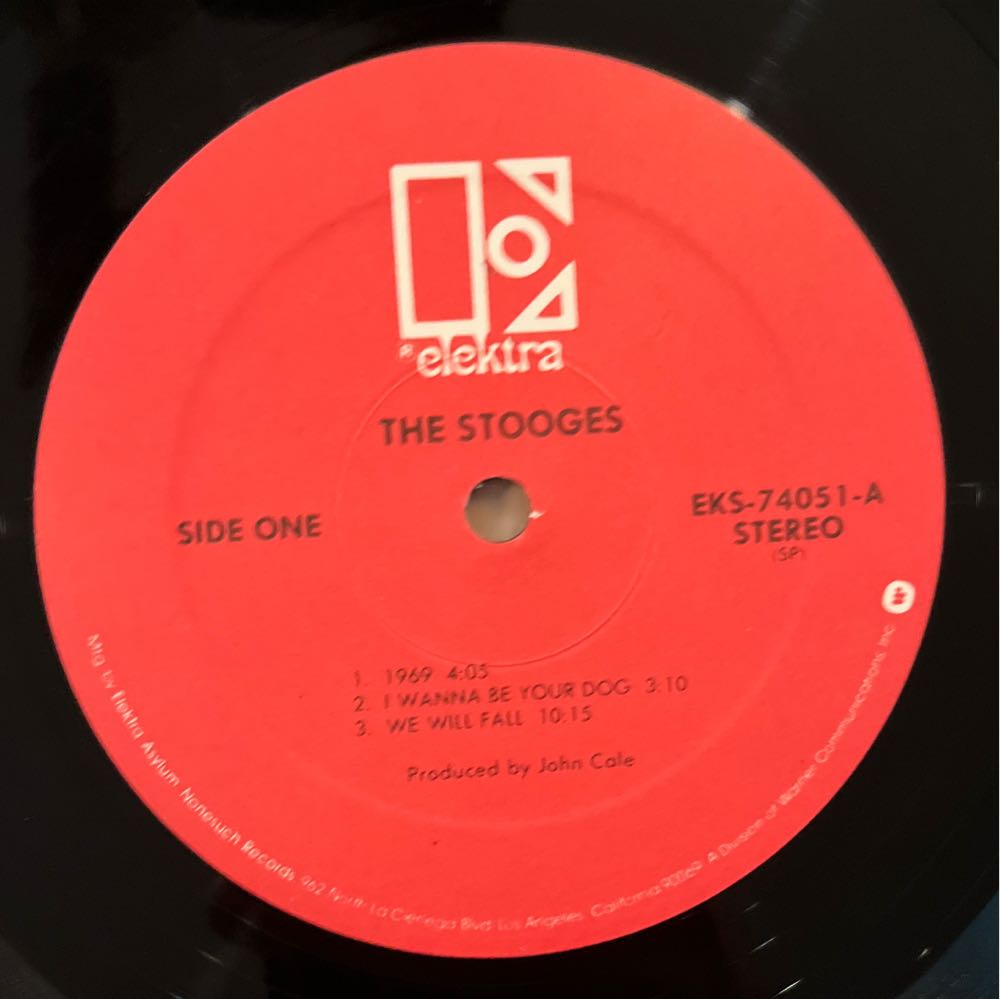 ® elektra
THE STOOGES
SIDE ONE
EKS-74051-A
STEREO
(SP)
1. 1969 4:05
2. I WANNA BE YOUR DOG 3:10
3. WE WILL FALL 10:15
Produced by John Cale
Mfg by Elektra Asylum Nonesuch Records 962 North La Cienega Blvd Los Angeles California 90069 A Division of Warner Communications Inc